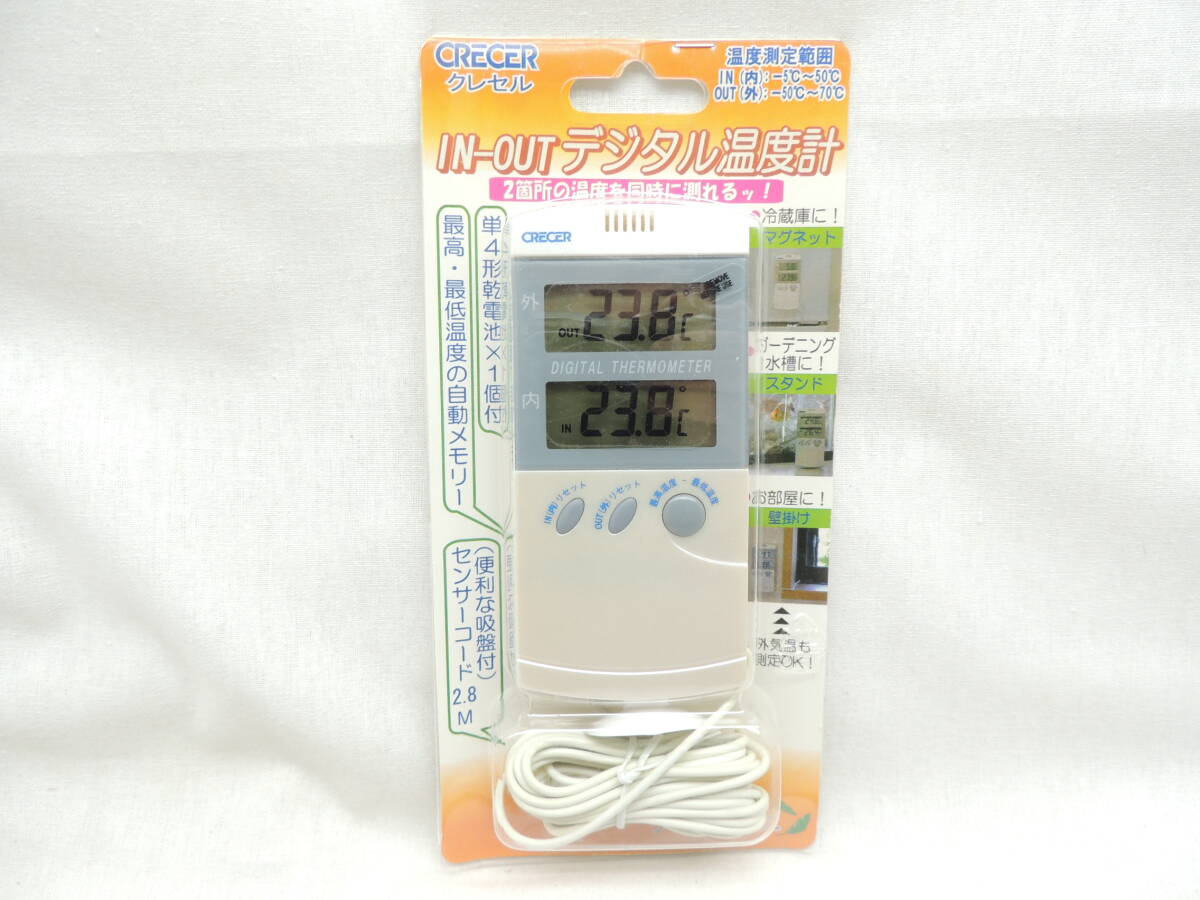 CRECER
クレセル
温度測定範囲
IN(内):−5℃〜50℃
OUT(外):−50℃〜70℃
IN-OUTデジタル温度計
2箇所の温度を同時に測れるッ!
単4形乾電池×1個付
最高・最低温度の自動メモリー
(便利な吸盤付)
センサーコード2.8M
CRECER
外
OUT 23.8℃
DIGITAL THERMOMETER
内
IN 23.8℃
IN(内)リセット
OUT(外)リセット
最高温度 - 最低温度
冷蔵庫に!
マグネット
ガーデニング
水槽に!
スタンド
お部屋に!
壁掛け
外気温も
測定OK!